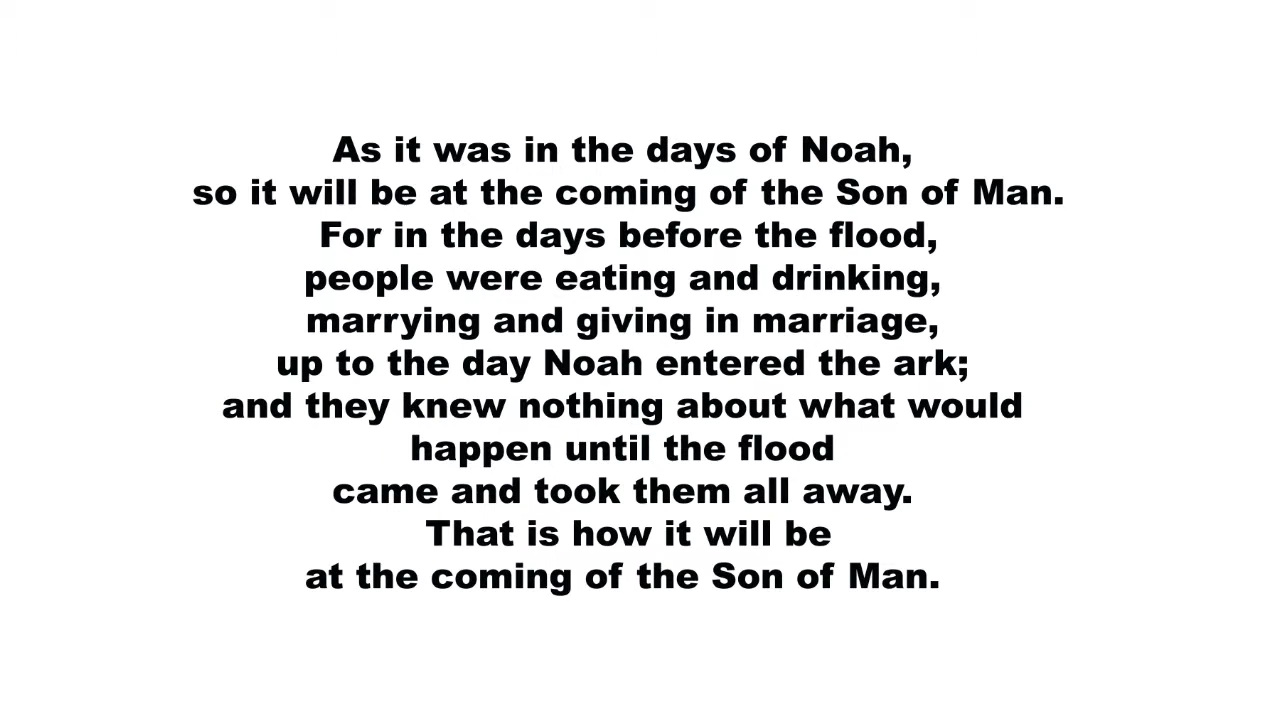 As it was in the days of Noah,
so it will be at the coming of the Son of Man.
For in the days before the flood,
people were eating and drinking,
marrying and giving in marriage,
up to the day Noah entered the ark;
and they knew nothing about what would
happen until the flood
came and took them all away.
That is how it will be
at the coming of the Son of Man.